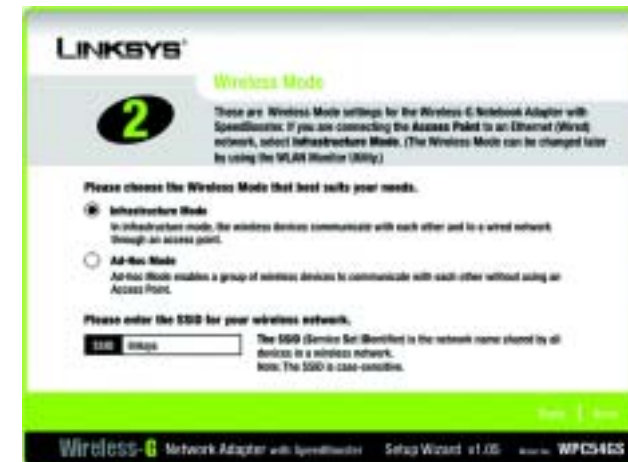 LINKSYS
Wireless Mode
2
These are Wireless Mode settings for the Wireless-G Notebook Adapter with
SpeedBooster. If you are connecting the Access Point to an Ethernet (Wired)
network, select Infrastructure Mode. (The Wireless Mode can be changed later
by using the WLAN Monitor Utility.)
Please choose the Wireless Mode that best suits your needs.
Infrastructure Mode
In infrastructure mode, the wireless devices communicate with each other and to a wired network
through an access point.
Ad-Hoc Mode
Ad-hoc Mode enables a group of wireless devices to communicate with each other without using an
Access Point.
Please enter the SSID for your wireless network.
SSID linksys
The SSID (Service Set Identifier) is the network name shared by all
devices in a wireless network.
Note: The SSID is case-sensitive.
Wireless-G Network Adapter with SpeedBooster Setup Wizard v1.05 WPC54GS